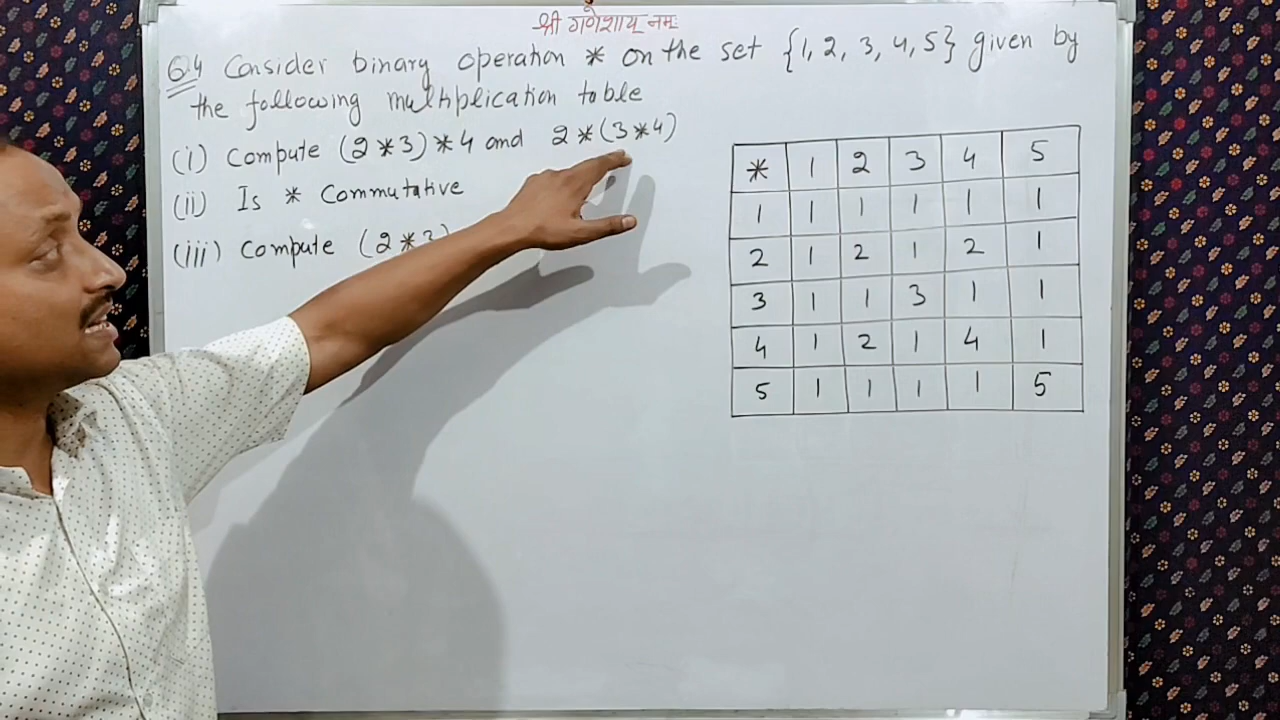 श्री गणेशाय नमः
Q.4 Consider binary operation * on the set {1, 2, 3, 4, 5} given by
the following multiplication table
(i) Compute (2 * 3) * 4 and 2 * (3 * 4)
(ii) Is * Commutative
(iii) Compute (2 * 3)
* 1 2 3 4 5
1 1 1 1 1 1
2 1 2 1 2 1
3 1 1 3 1 1
4 1 2 1 4 1
5 1 1 1 1 5